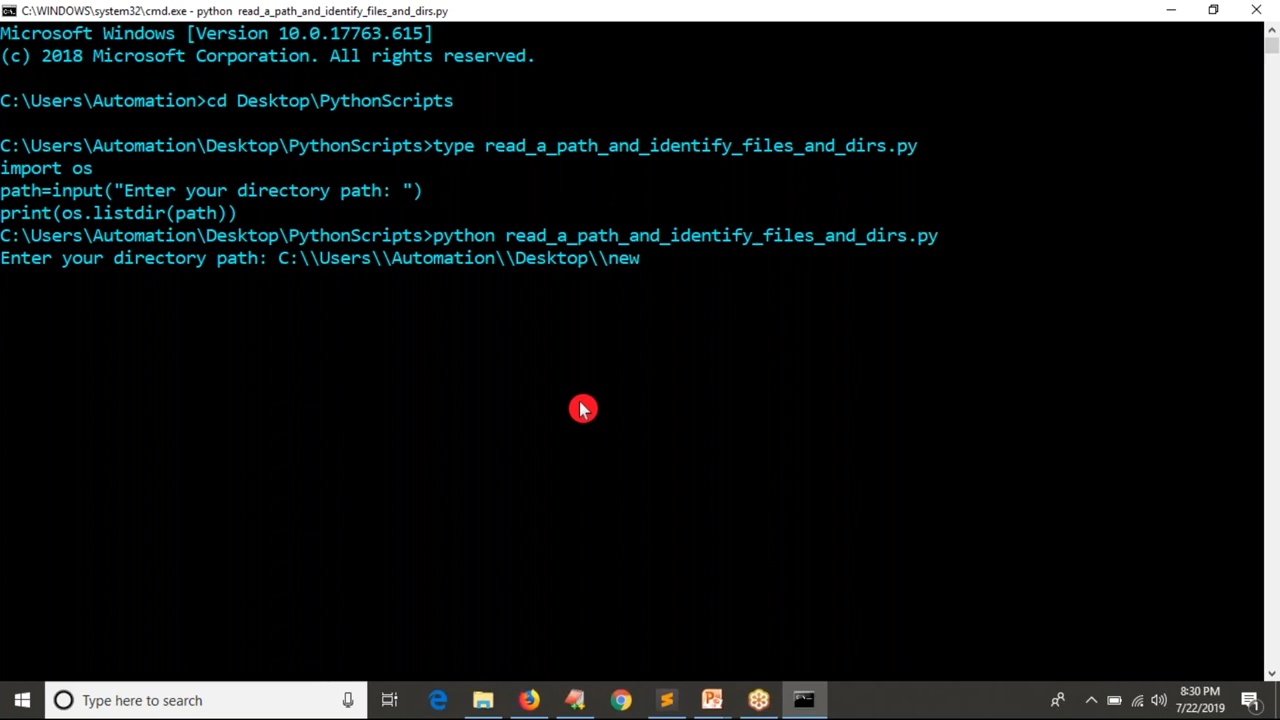 C:\WINDOWS\system32\cmd.exe - python  read_a_path_and_identify_files_and_dirs.py
Microsoft Windows [Version 10.0.17763.615]
(c) 2018 Microsoft Corporation. All rights reserved.
C:\Users\Automation>cd Desktop\PythonScripts
C:\Users\Automation\Desktop\PythonScripts>type read_a_path_and_identify_files_and_dirs.py
import os
path=input("Enter your directory path: ")
print(os.listdir(path))
C:\Users\Automation\Desktop\PythonScripts>python read_a_path_and_identify_files_and_dirs.py
Enter your directory path: C:\\Users\\Automation\\Desktop\\new
Type here to search
8:30 PM
7/22/2019
1